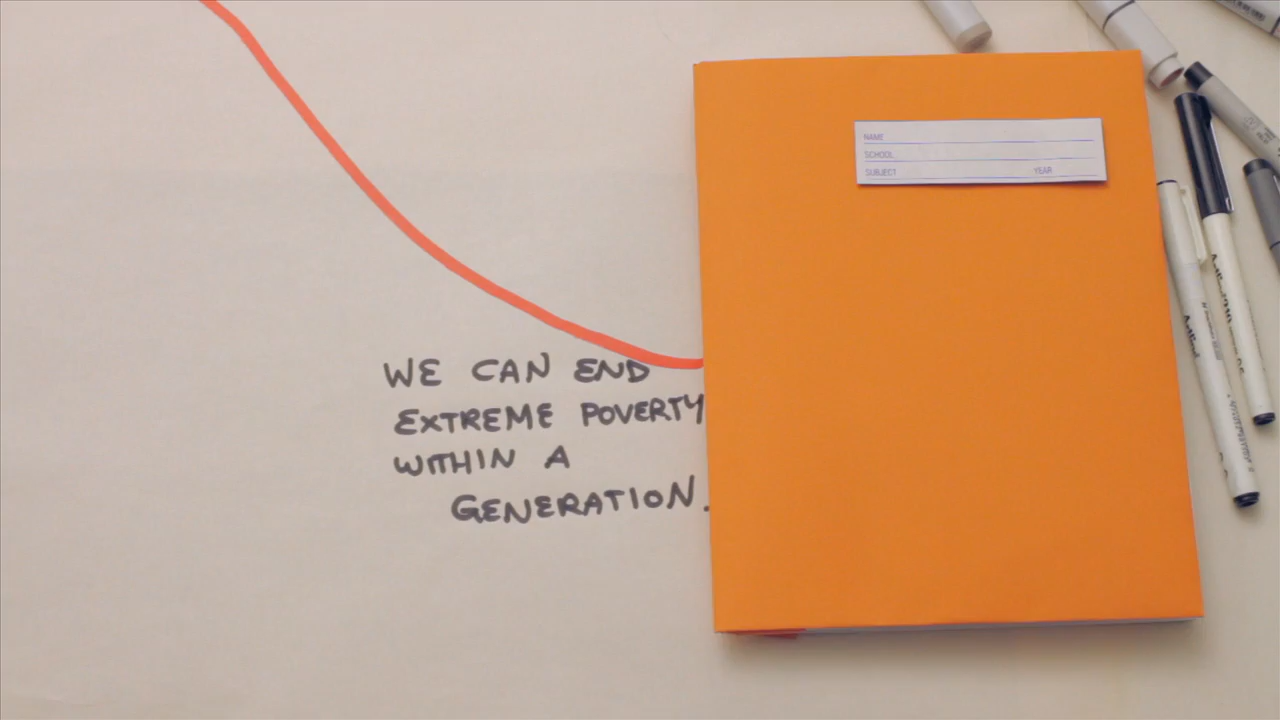 WE CAN END
EXTREME POVERTY
WITHIN A
GENERATION.
NAME
SCHOOL
SUBJECT YEAR